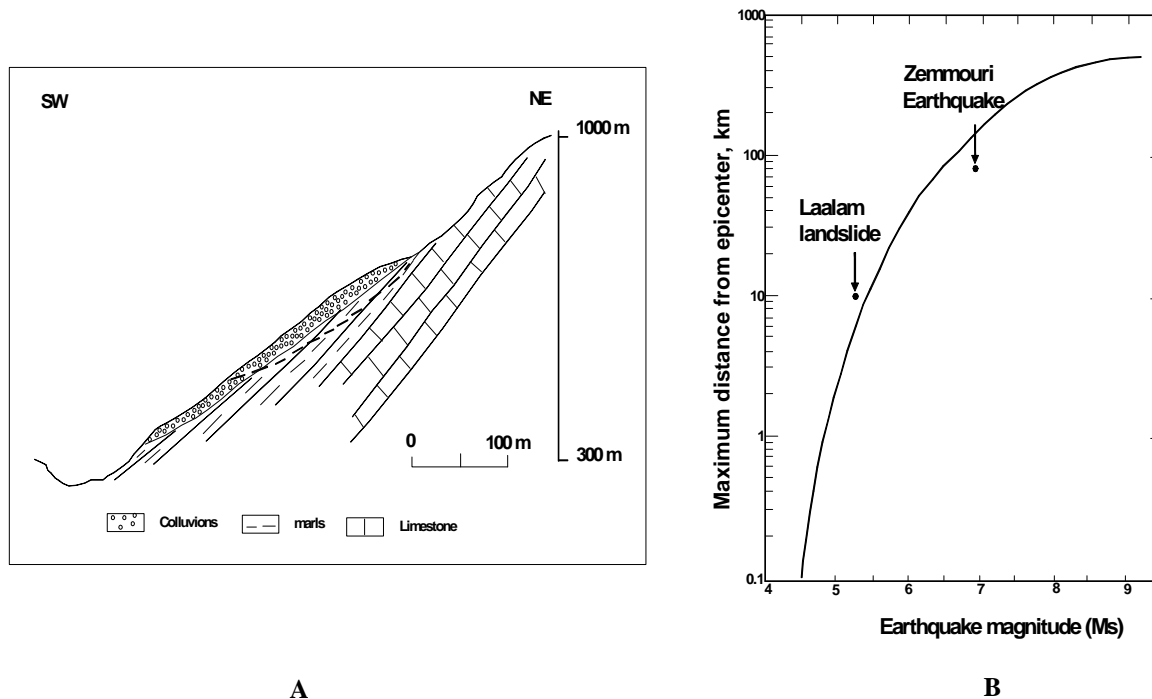 SW
NE
1000 m
0
100 m
300 m
Colluvions
marls
Limestone
A
1000
100
10
1
0.1
Maximum distance from epicenter, km
Zemmouri
Earthquake
Laalam
landslide
4
5
6
7
8
9
Earthquake magnitude (Ms)
B